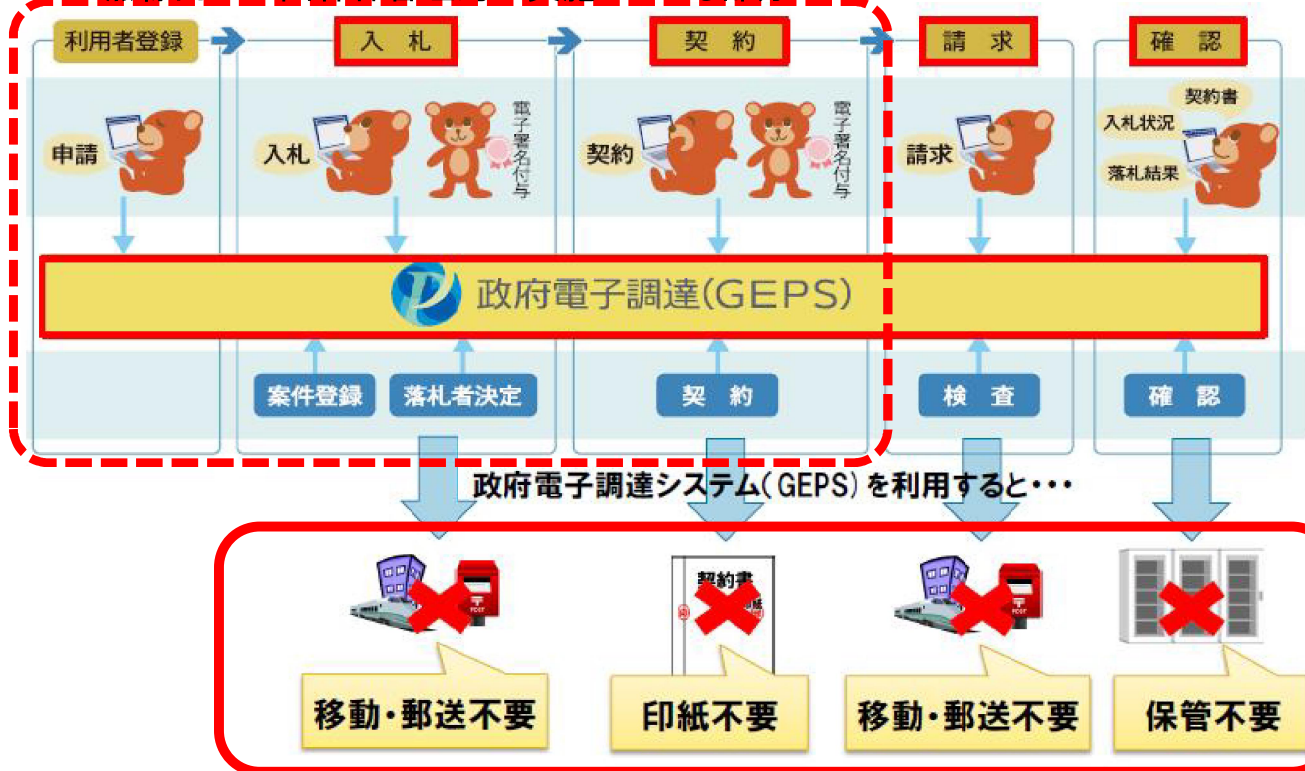 利用者登録
入 札
契 約
請 求
確 認
申請
入札
電子署名付与
契約
電子署名付与
請求
契約書
入札状況
落札結果
政府電子調達(GEPS)
案件登録
落札者決定
契 約
検 査
確 認
政府電子調達システム(GEPS)を利用すると・・・
契約書
POST
POST
移動・郵送不要
印紙不要
移動・郵送不要
保管不要